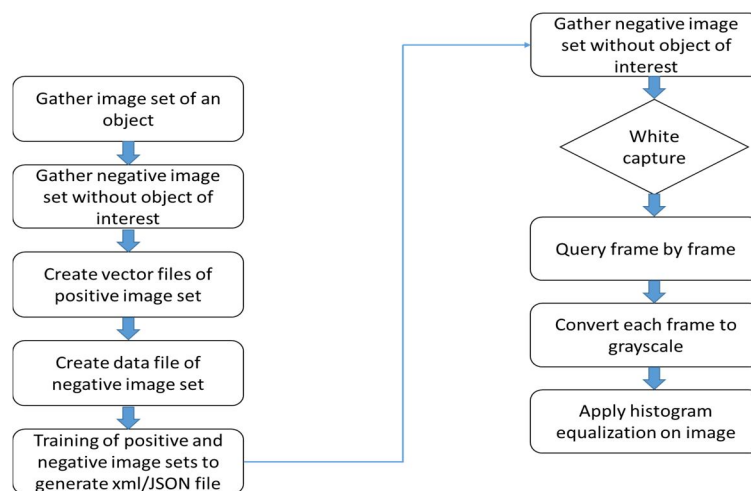 Gather image set of an
object
Gather negative image
set without object of
interest
Create vector files of
positive image set
Create data file of
negative image set
Training of positive and
negative image sets to
generate xml/JSON file
Gather negative image
set without object of
interest
White
capture
Query frame by frame
Convert each frame to
grayscale
Apply histogram
equalization on image